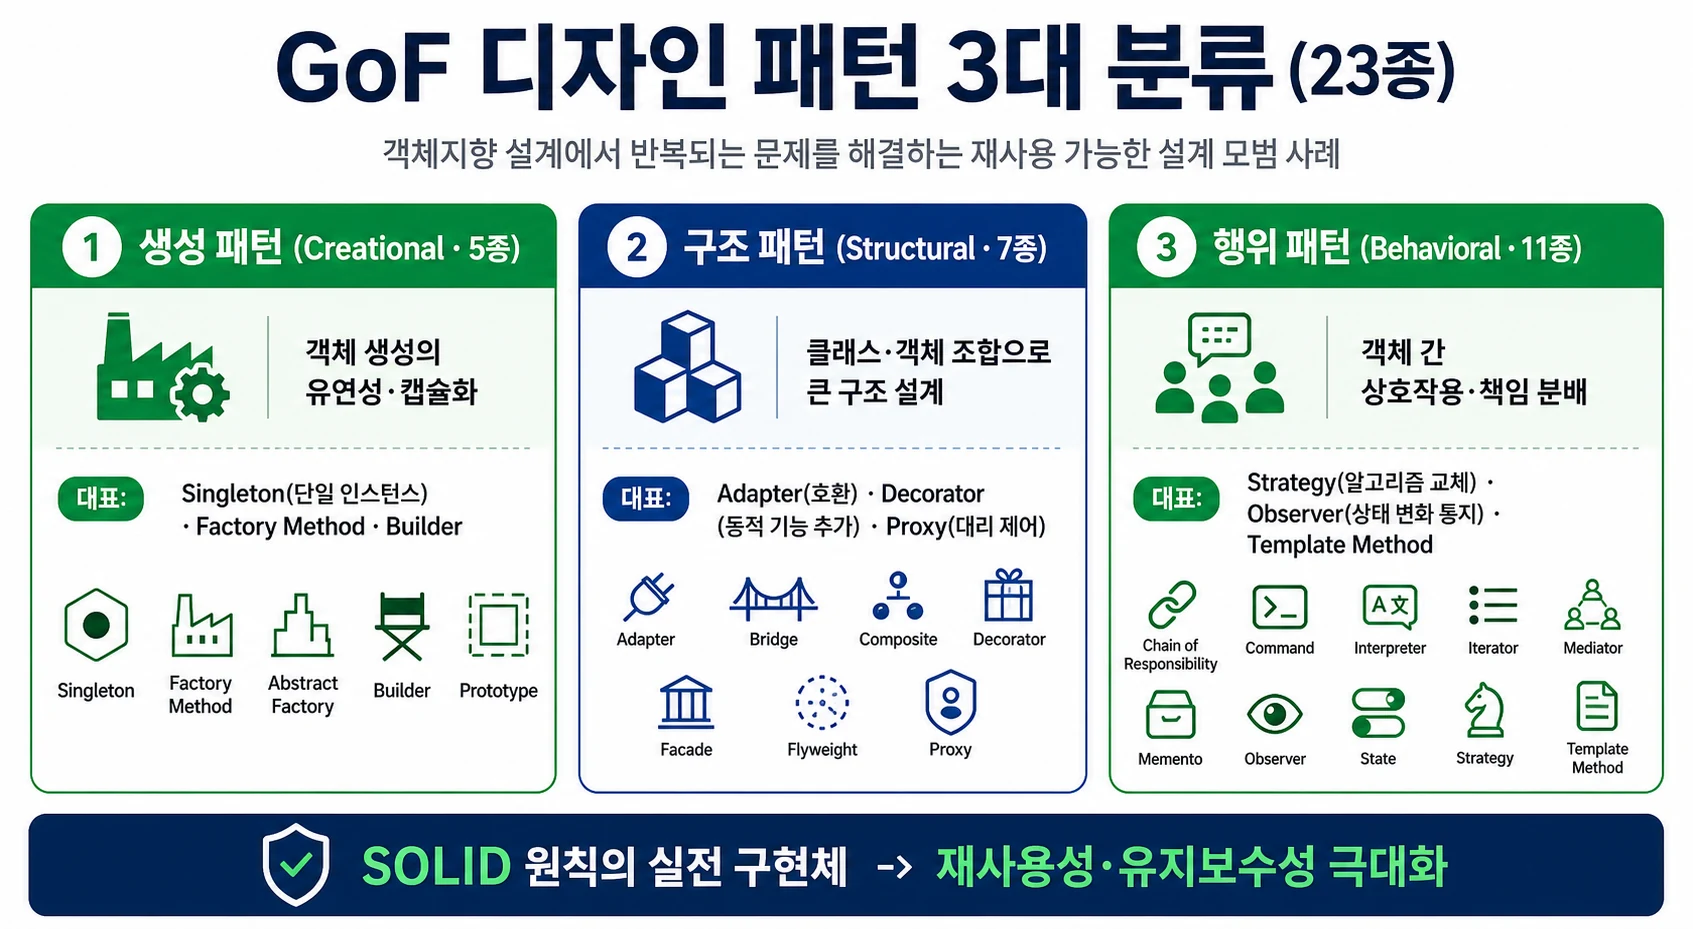 GoF 디자인 패턴 3대 분류 (23종)
객체지향 설계에서 반복되는 문제를 해결하는 재사용 가능한 설계 모범 사례
1 생성 패턴 (Creational · 5종)
객체 생성의
유연성·캡슐화
대표:
Singleton(단일 인스턴스)
· Factory Method · Builder
Singleton
Factory
Method
Abstract
Factory
Builder
Prototype
2 구조 패턴 (Structural · 7종)
클래스·객체 조합으로
큰 구조 설계
대표:
Adapter(호환) · Decorator
(동적 기능 추가) · Proxy(대리 제어)
Adapter
Bridge
Composite
Decorator
Facade
Flyweight
Proxy
3 행위 패턴 (Behavioral · 11종)
객체 간
상호작용·책임 분배
대표:
Strategy(알고리즘 교체) ·
Observer(상태 변화 통지) ·
Template Method
Chain of
Responsibility
Command
A 文
Interpreter
Iterator
Mediator
Memento
Observer
State
Strategy
Template
Method
SOLID 원칙의 실전 구현체 -> 재사용성·유지보수성 극대화